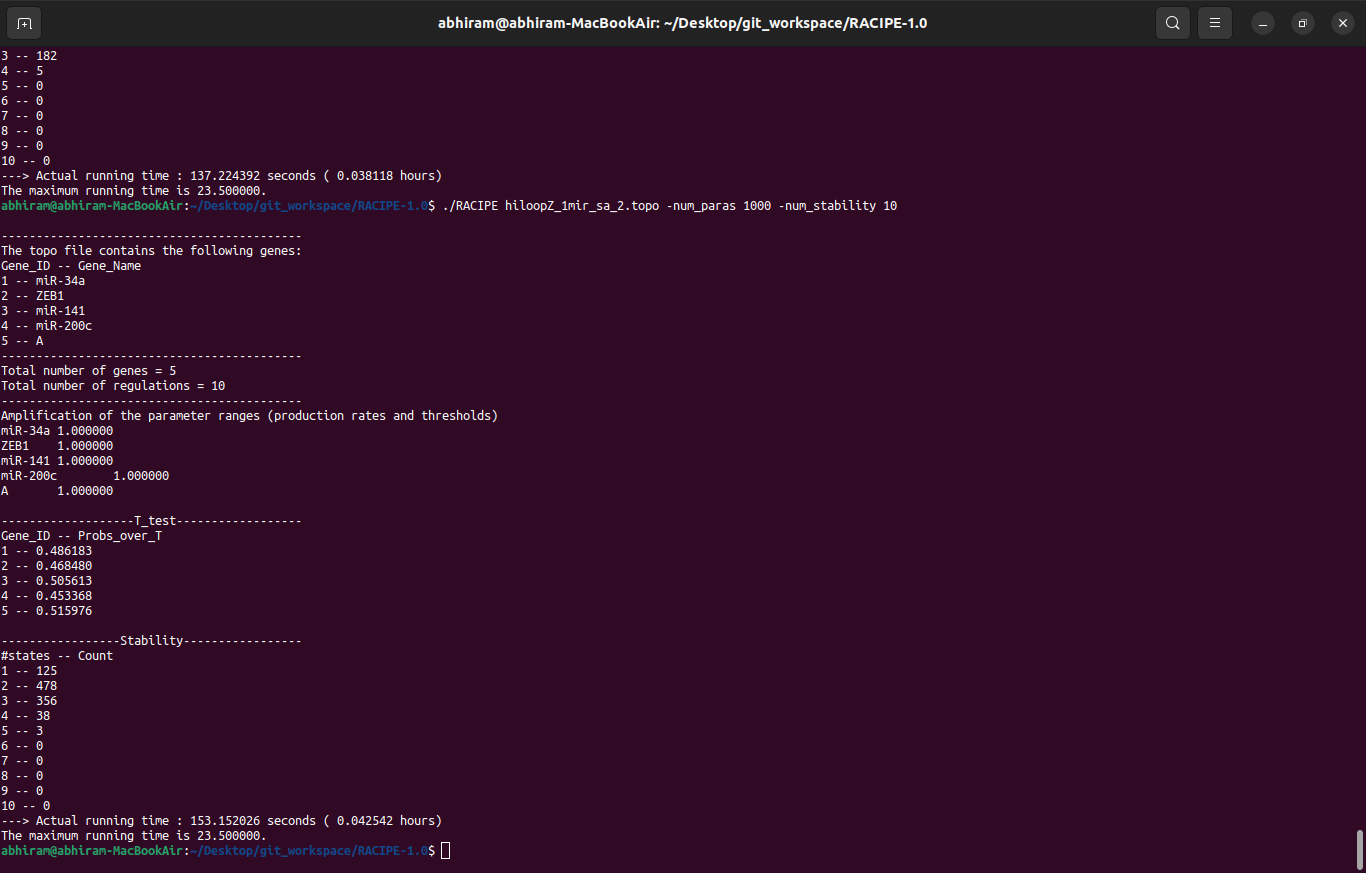 abhiram@abhiram-MacBookAir: ~/Desktop/git_workspace/RACIPE-1.0
3 -- 182
4 -- 5
5 -- 0
6 -- 0
7 -- 0
8 -- 0
9 -- 0
10 -- 0
---> Actual running time : 137.224392 seconds ( 0.038118 hours)
The maximum running time is 23.500000.
abhiram@abhiram-MacBookAir:~/Desktop/git_workspace/RACIPE-1.0$ ./RACIPE hiloopZ_1mir_sa_2.topo -num_paras 1000 -num_stability 10
-------------------------------------------
The topo file contains the following genes:
Gene_ID -- Gene_Name
1 -- miR-34a
2 -- ZEB1
3 -- miR-141
4 -- miR-200c
5 -- A
-------------------------------------------
Total number of genes = 5
Total number of regulations = 10
-------------------------------------------
Amplification of the parameter ranges (production rates and thresholds)
miR-34a 1.000000
ZEB1    1.000000
miR-141 1.000000
miR-200c        1.000000
A       1.000000
-------------------T_test------------------
Gene_ID -- Probs_over_T
1 -- 0.486183
2 -- 0.468480
3 -- 0.505613
4 -- 0.453368
5 -- 0.515976
-----------------Stability-----------------
#states -- Count
1 -- 125
2 -- 478
3 -- 356
4 -- 38
5 -- 3
6 -- 0
7 -- 0
8 -- 0
9 -- 0
10 -- 0
---> Actual running time : 153.152026 seconds ( 0.042542 hours)
The maximum running time is 23.500000.
abhiram@abhiram-MacBookAir:~/Desktop/git_workspace/RACIPE-1.0$